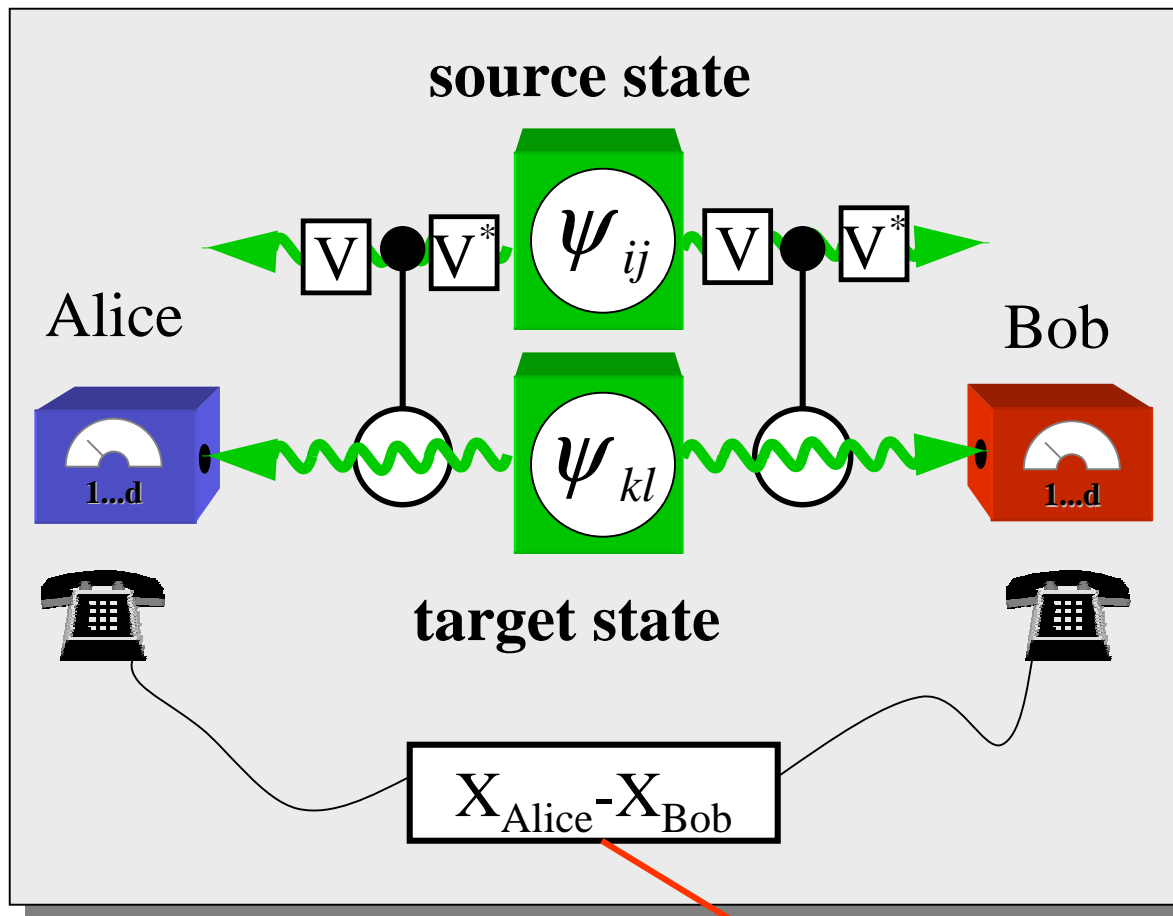 source state
V V* ψij V V*
Alice Bob
ψkl
1...d 1...d
target state
XAlice-XBob